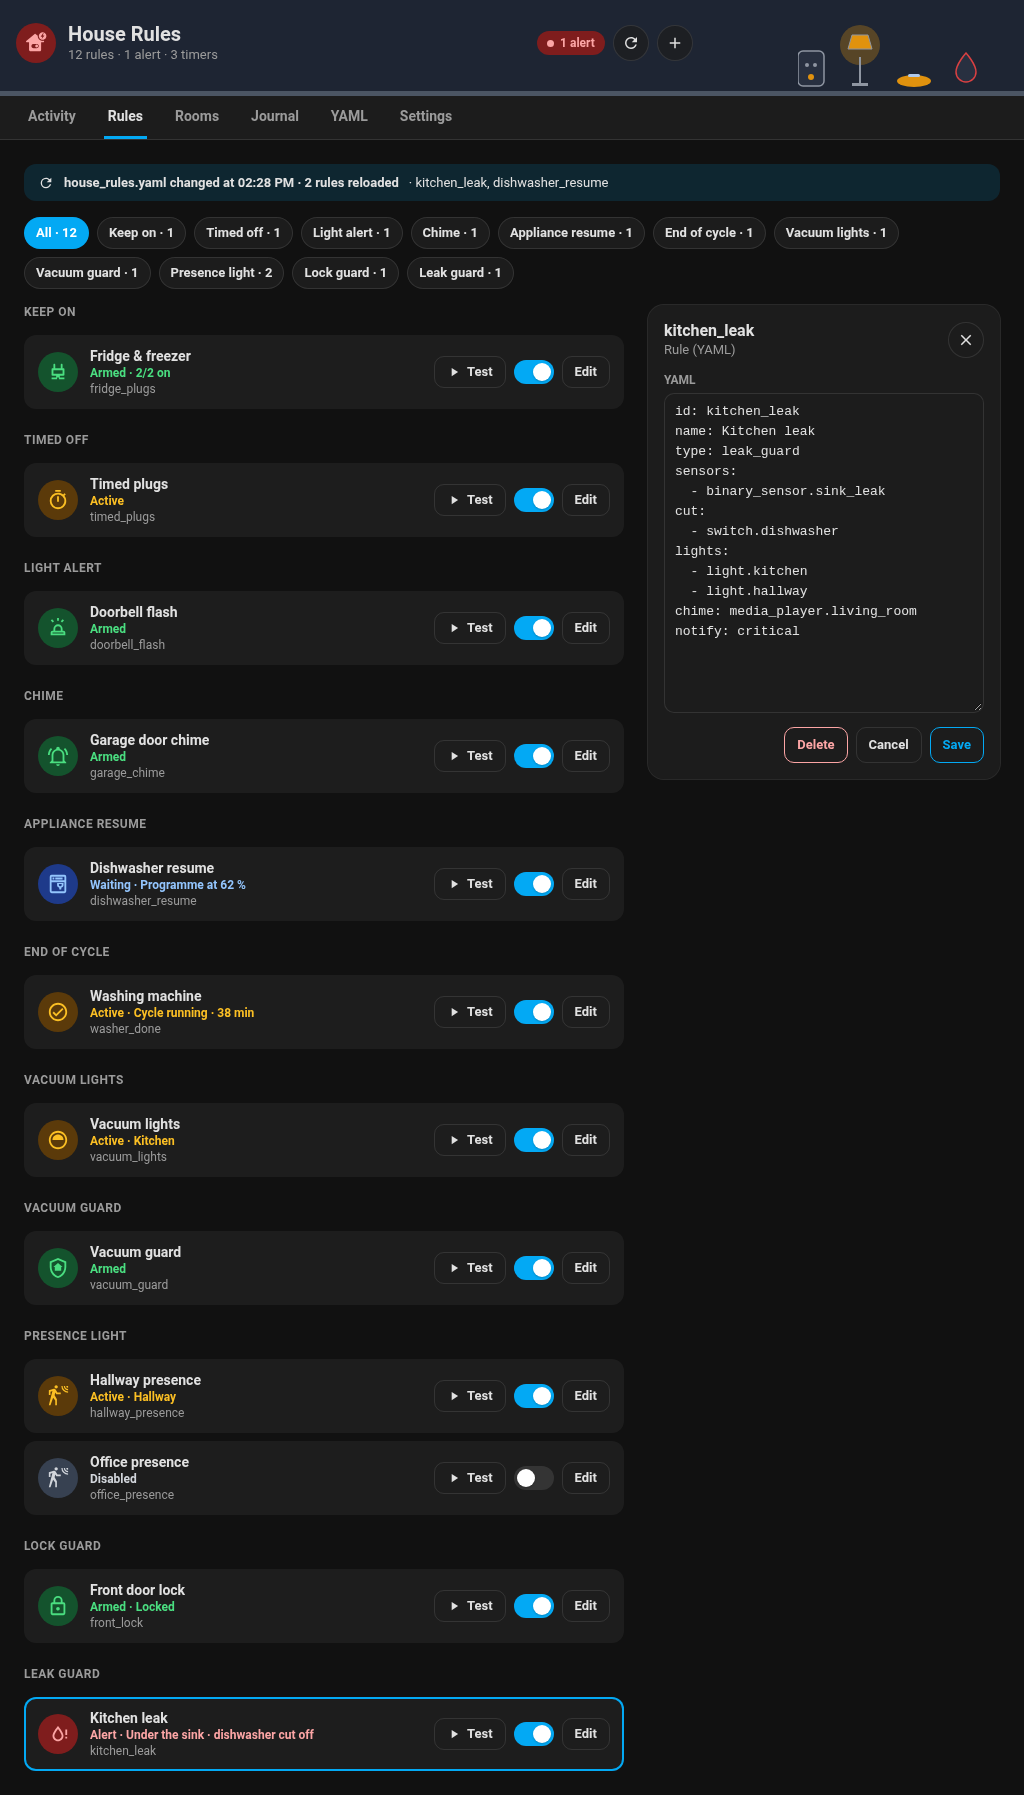 House Rules
12 rules · 1 alert · 3 timers
1 alert
Activity
Rules
Rooms
Journal
YAML
Settings
house_rules.yaml changed at 02:28 PM · 2 rules reloaded · kitchen_leak, dishwasher_resume
All · 12
Keep on · 1
Timed off · 1
Light alert · 1
Chime · 1
Appliance resume · 1
End of cycle · 1
Vacuum lights · 1
Vacuum guard · 1
Presence light · 2
Lock guard · 1
Leak guard · 1
KEEP ON
Fridge & freezer
Armed · 2/2 on
fridge_plugs
Test
Edit
TIMED OFF
Timed plugs
Active
timed_plugs
Test
Edit
LIGHT ALERT
Doorbell flash
Armed
doorbell_flash
Test
Edit
CHIME
Garage door chime
Armed
garage_chime
Test
Edit
APPLIANCE RESUME
Dishwasher resume
Waiting · Programme at 62 %
dishwasher_resume
Test
Edit
END OF CYCLE
Washing machine
Active · Cycle running · 38 min
washer_done
Test
Edit
VACUUM LIGHTS
Vacuum lights
Active · Kitchen
vacuum_lights
Test
Edit
VACUUM GUARD
Vacuum guard
Armed
vacuum_guard
Test
Edit
PRESENCE LIGHT
Hallway presence
Active · Hallway
hallway_presence
Test
Edit
Office presence
Disabled
office_presence
Test
Edit
LOCK GUARD
Front door lock
Armed · Locked
front_lock
Test
Edit
LEAK GUARD
Kitchen leak
Alert · Under the sink · dishwasher cut off
kitchen_leak
Test
Edit
kitchen_leak
Rule (YAML)
YAML
id: kitchen_leak
name: Kitchen leak
type: leak_guard
sensors:
  - binary_sensor.sink_leak
cut:
  - switch.dishwasher
lights:
  - light.kitchen
  - light.hallway
chime: media_player.living_room
notify: critical
Delete
Cancel
Save